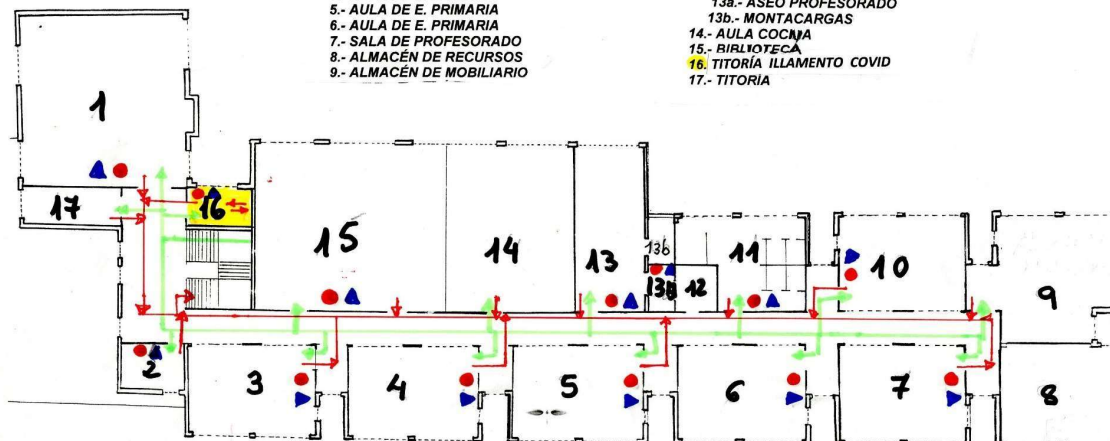 5.- AULA DE E. PRIMARIA
6.- AULA DE E. PRIMARIA
7.- SALA DE PROFESORADO
8.- ALMACÉN DE RECURSOS
9.- ALMACÉN DE MOBILIARIO
13a.- ASEO PROFESORADO
13b.- MONTACARGAS
14.- AULA COCINA
15.- BIBLIOTECA
16. TITORÍA ILLAMENTO COVID
17.- TITORÍA
1
17
16
15
14
13
13b
12
11
10
9
2
3
4
5
6
7
8